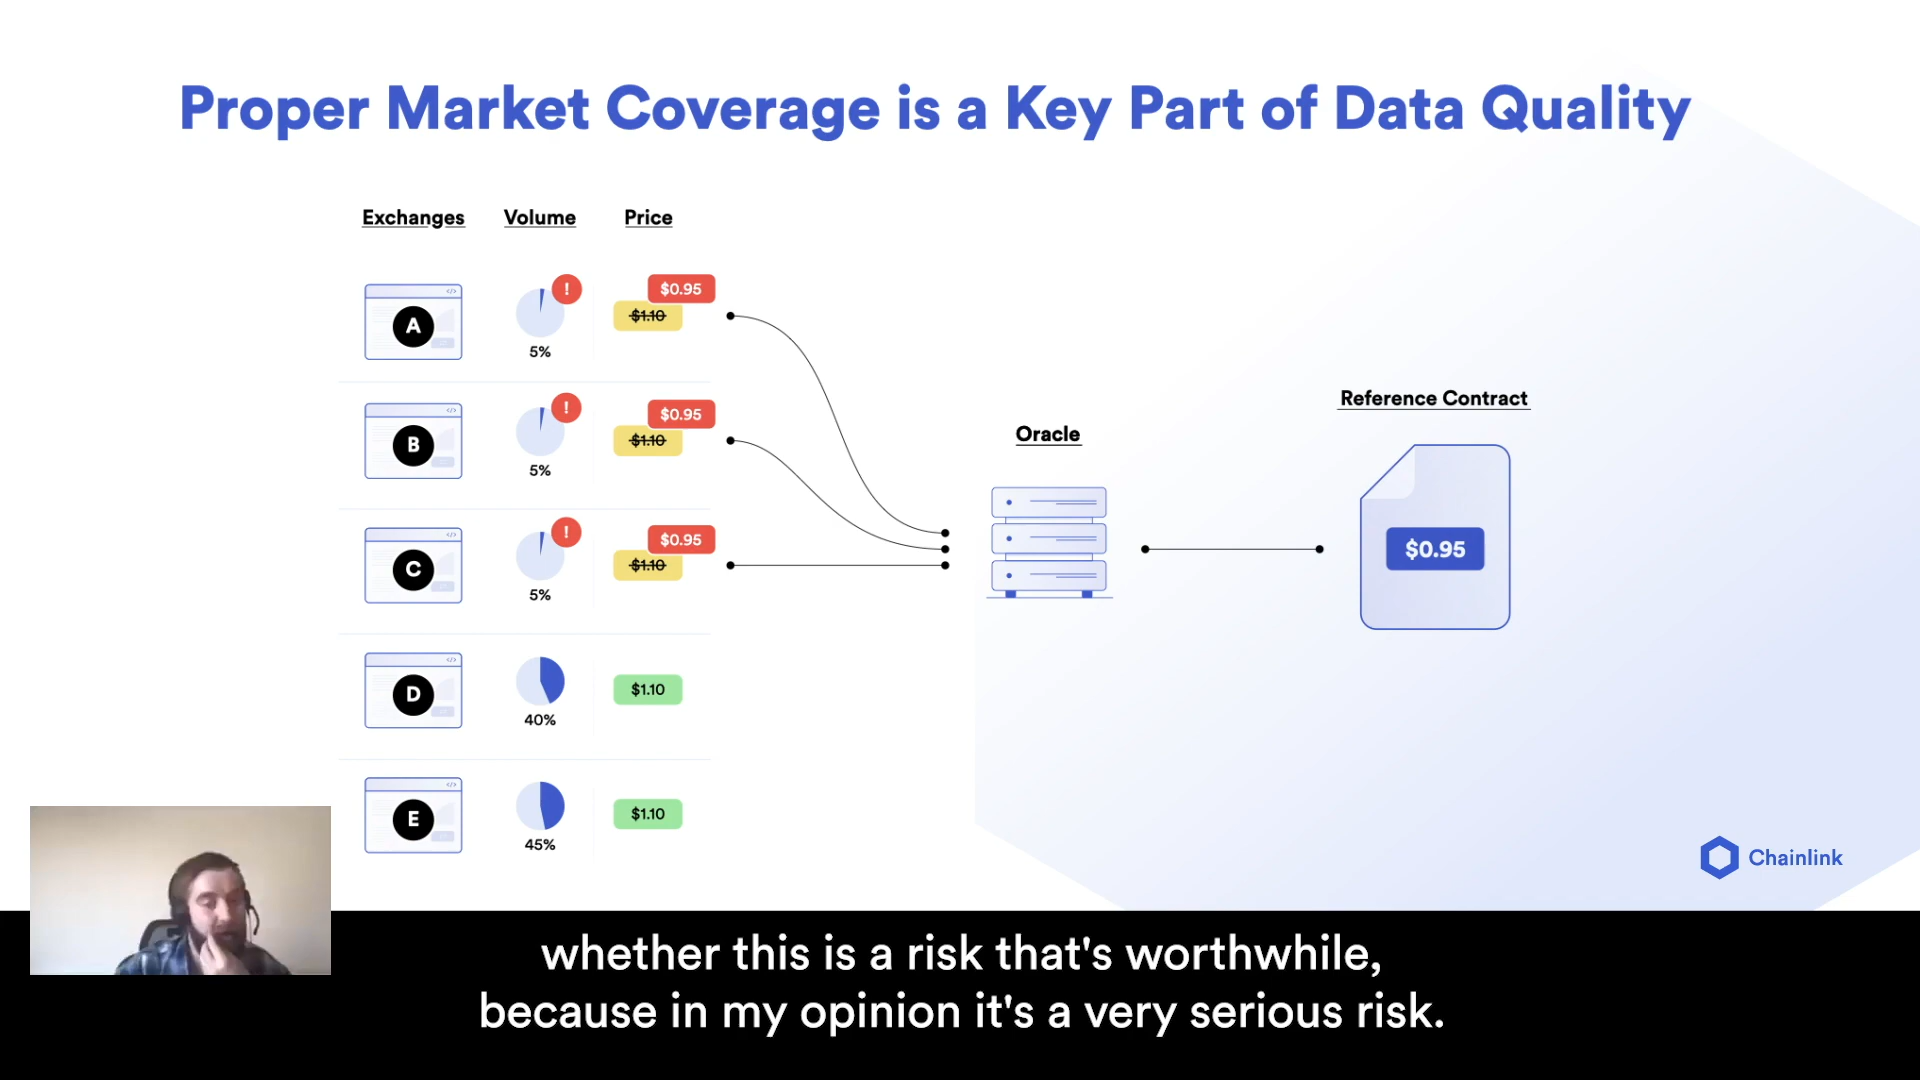 Proper Market Coverage is a Key Part of Data Quality
Exchanges Volume Price
A 5% ! $0.95 $1.10
B 5% ! $0.95 $1.10
C 5% ! $0.95 $1.10
D 40% $1.10
E 45% $1.10
Oracle
Reference Contract
$0.95
Chainlink
whether this is a risk that's worthwhile,
because in my opinion it's a very serious risk.